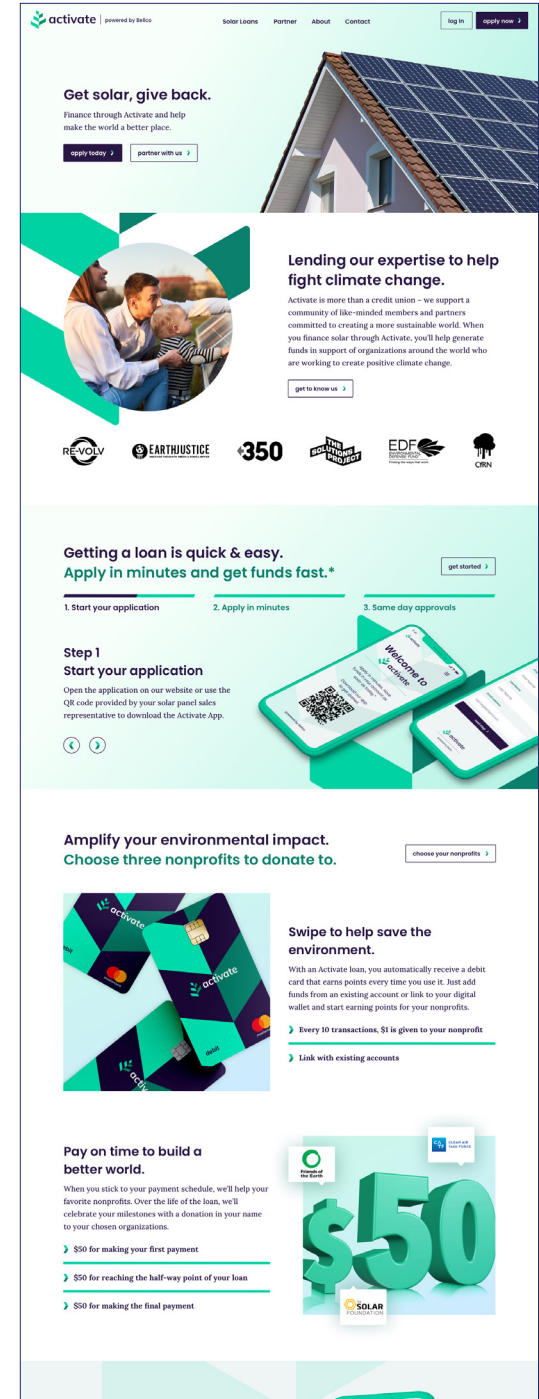 activate | powered by Bellco
Solar Loans Partner About Contact
log in
apply now
Get solar, give back.
Finance through Activate and help
make the world a better place.
apply today
partner with us
Lending our expertise to help
fight climate change.
Activate is more than a credit union – we support a
community of like-minded members and partners
committed to creating a more sustainable world. When
you finance solar through Activate, you'll help generate
funds in support of organizations around the world who
are working to create positive climate change.
get to know us
RE-VOLV
EARTHJUSTICE
350
THE
SOLUTIONS
PROJECT
EDF
ENVIRONMENTAL
DEFENSE FUND
Finding the ways that work
CfRN
Getting a loan is quick & easy.
Apply in minutes and get funds fast.*
get started
1. Start your application
2. Apply in minutes
3. Same day approvals
Step 1
Start your application
Open the application on our website or use the
QR code provided by your solar panel sales
representative to download the Activate App.
Welcome to
activate
activate
Amplify your environmental impact.
Choose three nonprofits to donate to.
choose your nonprofits
activate
debit
activate
debit
activate
Swipe to help save the
environment.
With an Activate loan, you automatically receive a debit
card that earns points every time you use it. Just add
funds from an existing account or link to your digital
wallet and start earning points for your nonprofits.
Every 10 transactions, $1 is given to your nonprofit
Link with existing accounts
Pay on time to build a
better world.
When you stick to your payment schedule, we'll help your
favorite nonprofits. Over the life of the loan, we'll
celebrate your milestones with a donation in your name
to your chosen organizations.
$50 for making your first payment
$50 for reaching the half-way point of your loan
$50 for making the final payment
Friends of
the Earth
CATF
CLEAN AIR
TASK FORCE
$50
THE
SOLAR
FOUNDATION